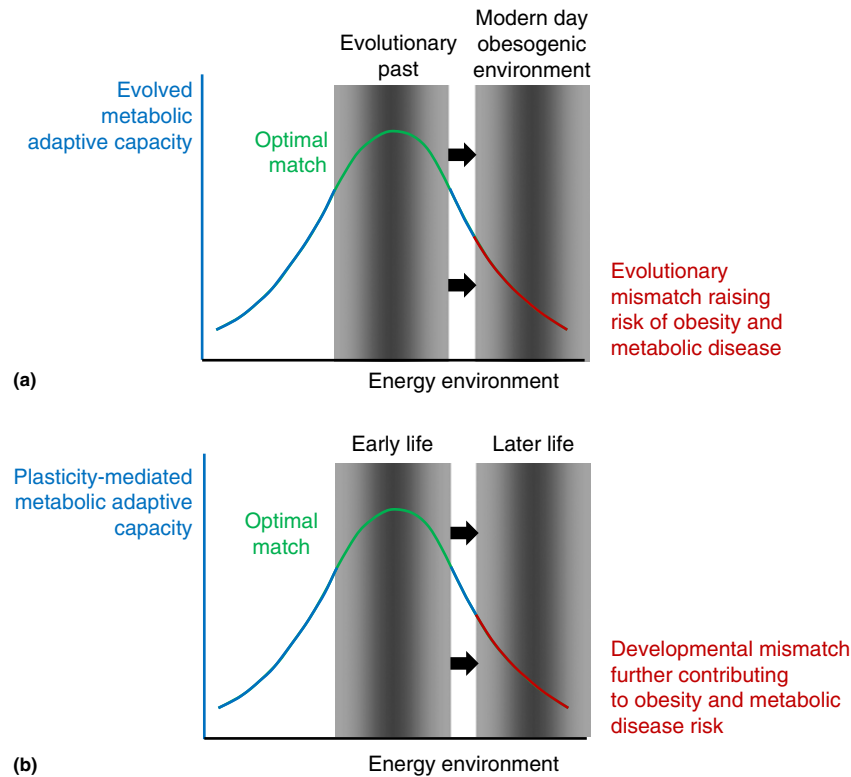 Evolutionary
past
Modern day
obesogenic
environment
Evolved
metabolic
adaptive capacity
Optimal
match
Evolutionary
mismatch raising
risk of obesity and
metabolic disease
(a)
Energy environment
Early life
Later life
Plasticity-mediated
metabolic adaptive
capacity
Optimal
match
Developmental mismatch
further contributing
to obesity and metabolic
disease risk
(b)
Energy environment